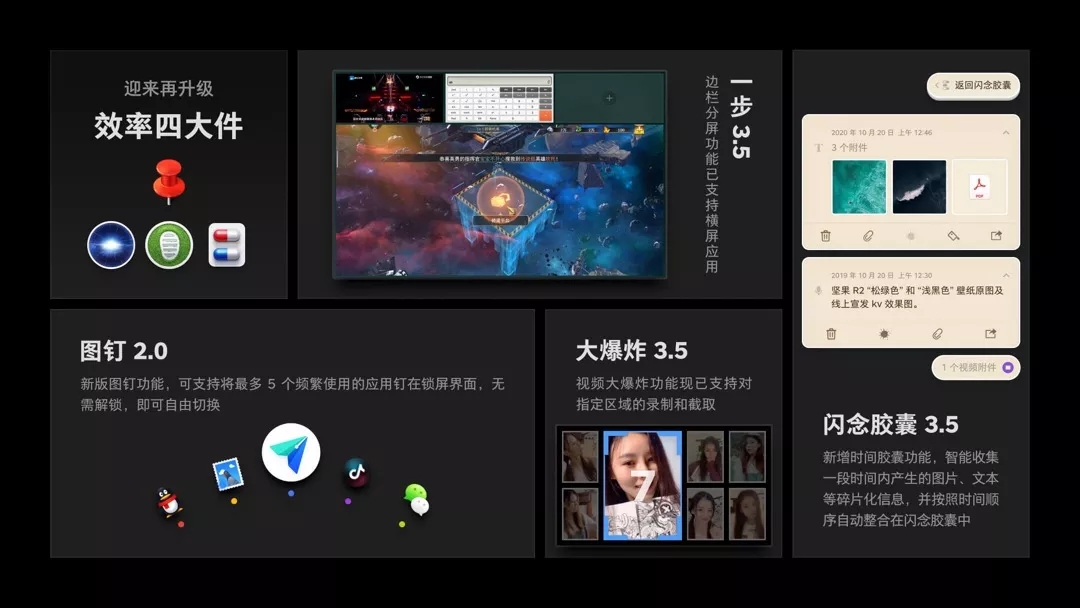 迎来再升级
效率四大件
一步 3.5
边栏分屏功能已支持横屏应用
图钉 2.0
新版图钉功能，可支持将最多 5 个频繁使用的应用钉在锁屏界面，无
需解锁，即可自由切换
大爆炸 3.5
视频大爆炸功能现已支持对
指定区域的录制和截取
7
返回闪念胶囊
2020 年 10 月 20 日 上午 12:46
3 个附件
PDF
2019 年 10 月 20 日 上午 12:30
坚果 R2 “松绿色” 和 “浅黑色” 壁纸原图及
线上宣发 kv 效果图。
1 个视频附件
闪念胶囊 3.5
新增时间胶囊功能，智能收集
一段时间内产生的图片、文本
等碎片化信息，并按照时间顺
序自动整合在闪念胶囊中